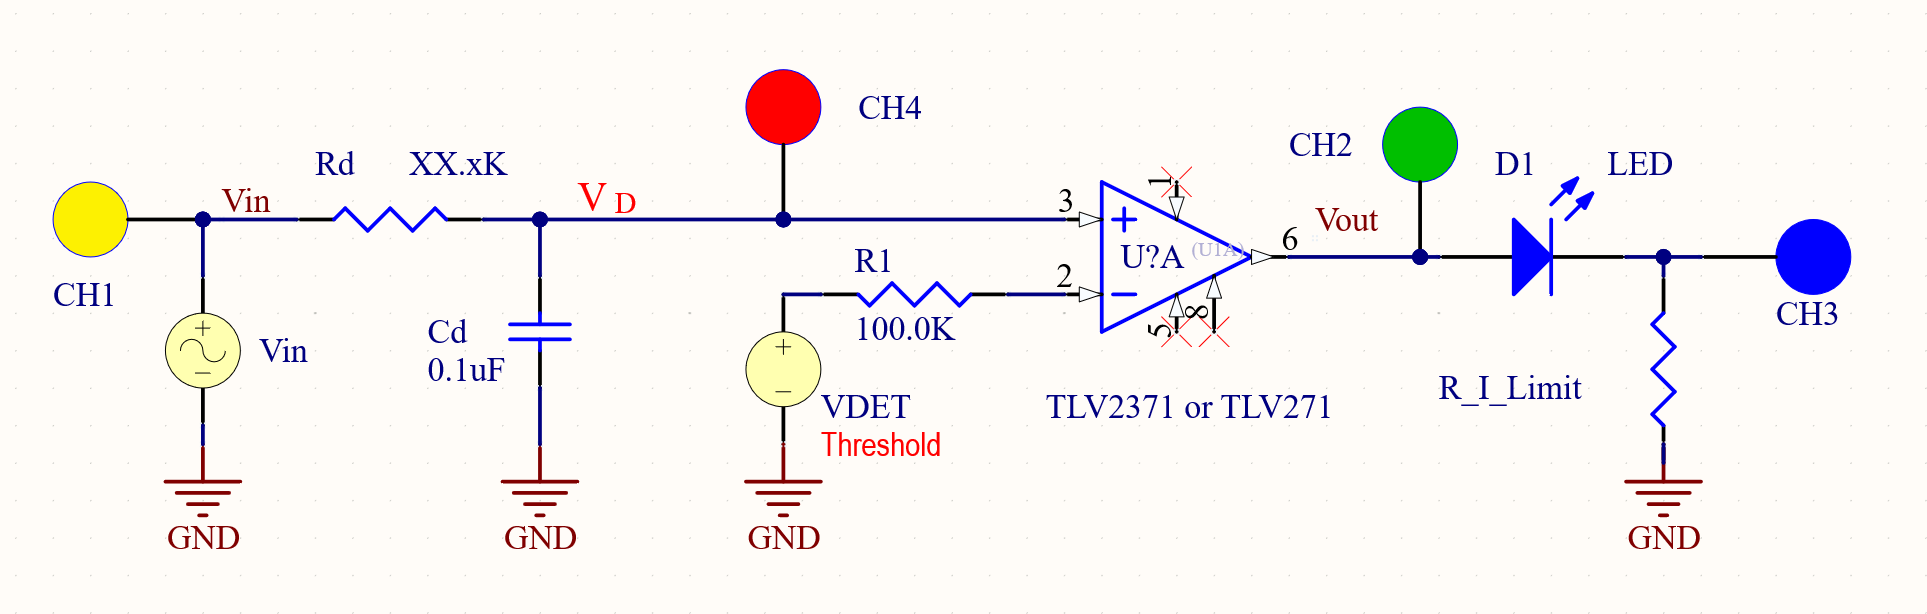 CH4
CH2
Rd XX.xK
D1 LED
Vin
V D
3
1
+
6 Vout
U?A (U1A)
R1
2
CH1
CH3
5
8
Cd
0.1uF
+
Vin
100.0K
+
VDET
Threshold
TLV2371 or TLV271
R_I_Limit
GND
GND
GND
GND